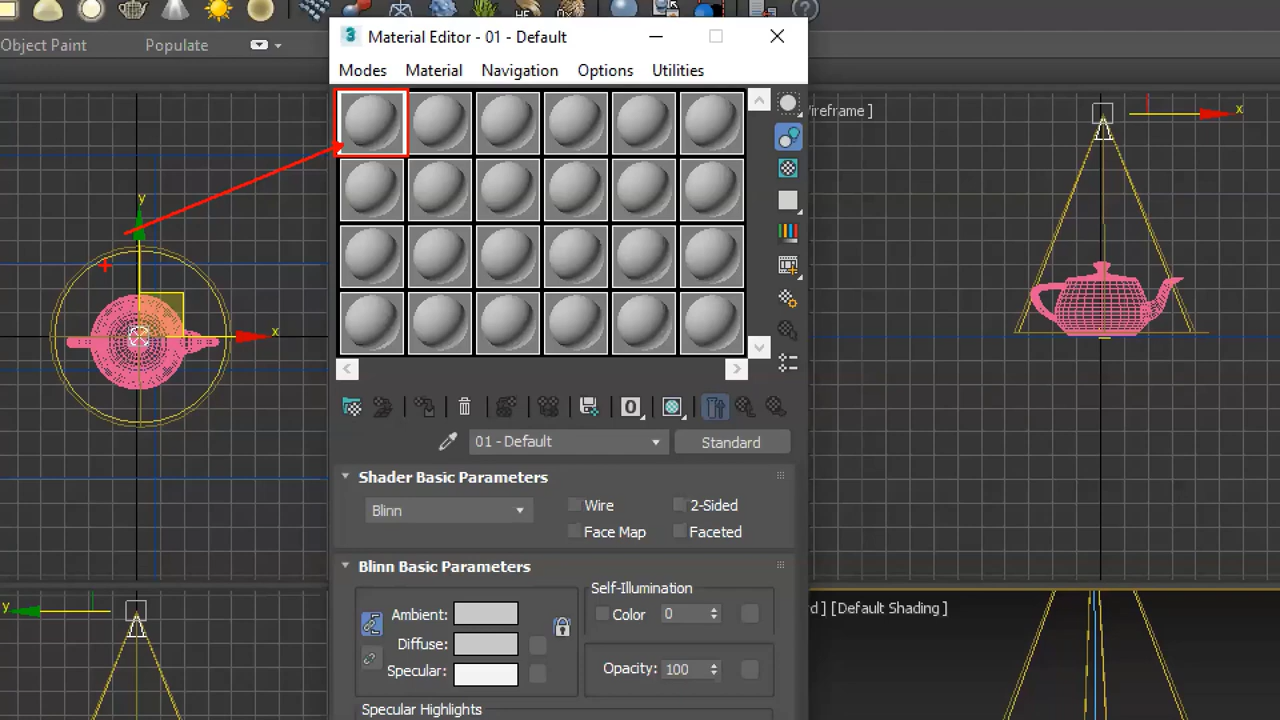 Object Paint
Populate
3
Material Editor - 01 - Default
Modes
Material
Navigation
Options
Utilities
y
x
ireframe ]
x
0
01 - Default
Standard
Shader Basic Parameters
Blinn
Wire
2-Sided
Face Map
Faceted
Blinn Basic Parameters
Self-Illumination
Ambient:
Color
0
Diffuse:
Specular:
Opacity:
100
Specular Highlights
y
d ] [Default Shading ]